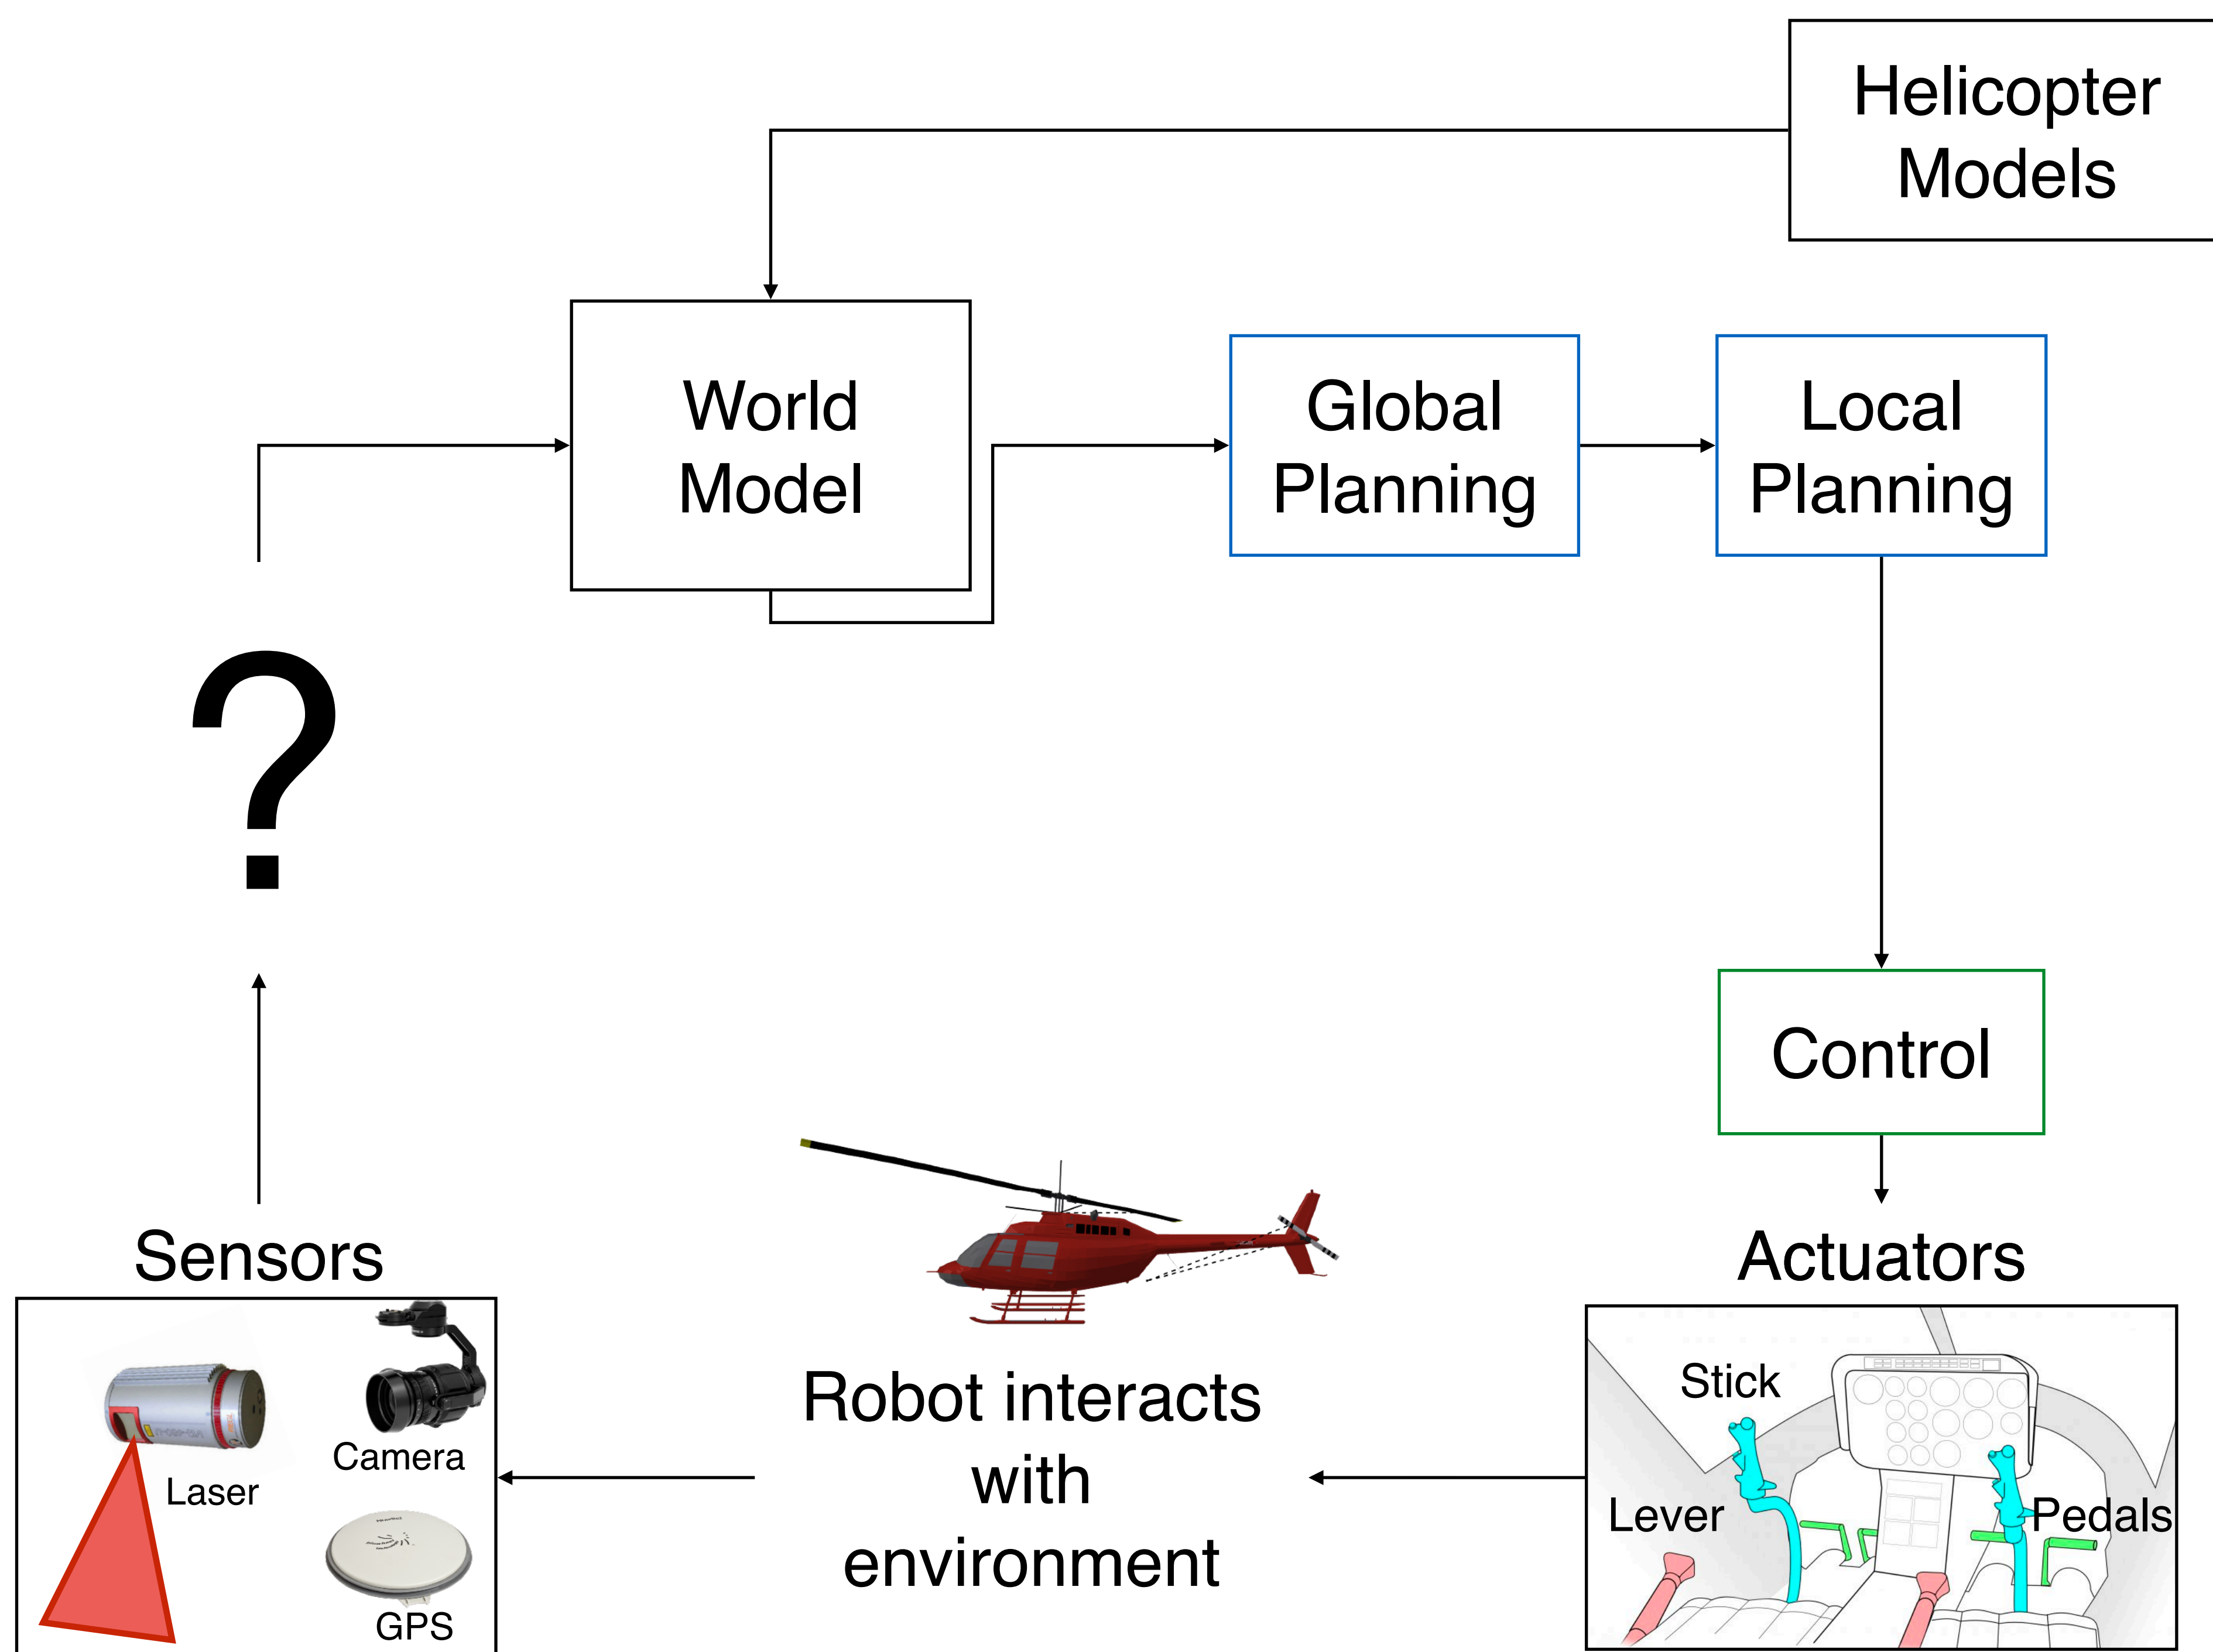 Helicopter
Models
World
Model
Global
Planning
Local
Planning
?
Control
Sensors
Actuators
Camera
Laser
GPS
Robot interacts
with
environment
Stick
Lever
Pedals